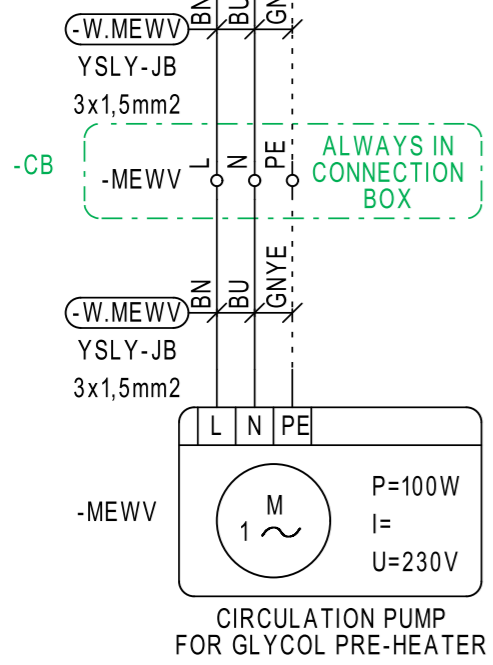 BN BU
-W.MEWV
YSLY-JB
3x1,5mm2
-CB
L N PE
-MEWV
ALWAYS IN
CONNECTION
BOX
BN BU GNYE
-W.MEWV
YSLY-JB
3x1,5mm2
L N PE
-MEWV
M
1
P=100W
I=
U=230V
CIRCULATION PUMP
FOR GLYCOL PRE-HEATER